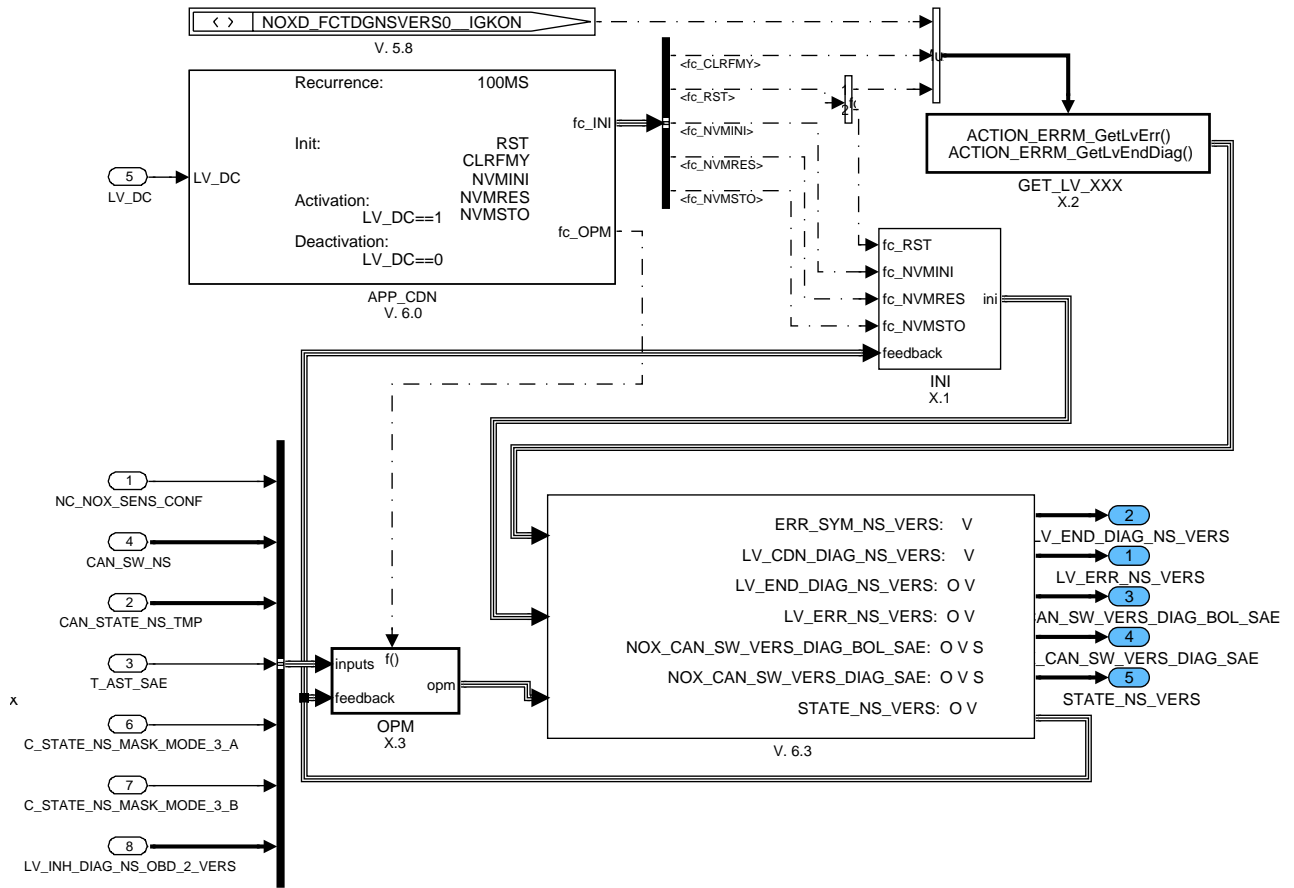 NOXD_FCTDGNSVERS0__IGKON
V. 5.8
Recurrence: 100MS
Init: RST
CLRFMY
NVMINI
NVMRES
NVMSTO
Activation:
LV_DC==1
Deactivation:
LV_DC==0
LV_DC
fc_INI
fc_OPM
APP_CDN
V. 6.0
5
LV_DC
<fc_CLRFMY>
<fc_RST>
<fc_NVMINI>
<fc_NVMRES>
<fc_NVMSTO>
1
2
ACTION_ERRM_GetLvErr()
ACTION_ERRM_GetLvEndDiag()
GET_LV_XXX
X.2
fc_RST
fc_NVMINI
fc_NVMRES
fc_NVMSTO
feedback
ini
INI
X.1
1
NC_NOX_SENS_CONF
4
CAN_SW_NS
2
CAN_STATE_NS_TMP
3
T_AST_SAE
x
6
C_STATE_NS_MASK_MODE_3_A
7
C_STATE_NS_MASK_MODE_3_B
8
LV_INH_DIAG_NS_OBD_2_VERS
f()
inputs
feedback
opm
OPM
X.3
ERR_SYM_NS_VERS: V
LV_CDN_DIAG_NS_VERS: V
LV_END_DIAG_NS_VERS: O V
LV_ERR_NS_VERS: O V
NOX_CAN_SW_VERS_DIAG_BOL_SAE: O V S
NOX_CAN_SW_VERS_DIAG_SAE: O V S
STATE_NS_VERS: O V
V. 6.3
2
LV_END_DIAG_NS_VERS
1
LV_ERR_NS_VERS
3
CAN_SW_VERS_DIAG_BOL_SAE
4
_CAN_SW_VERS_DIAG_SAE
5
STATE_NS_VERS